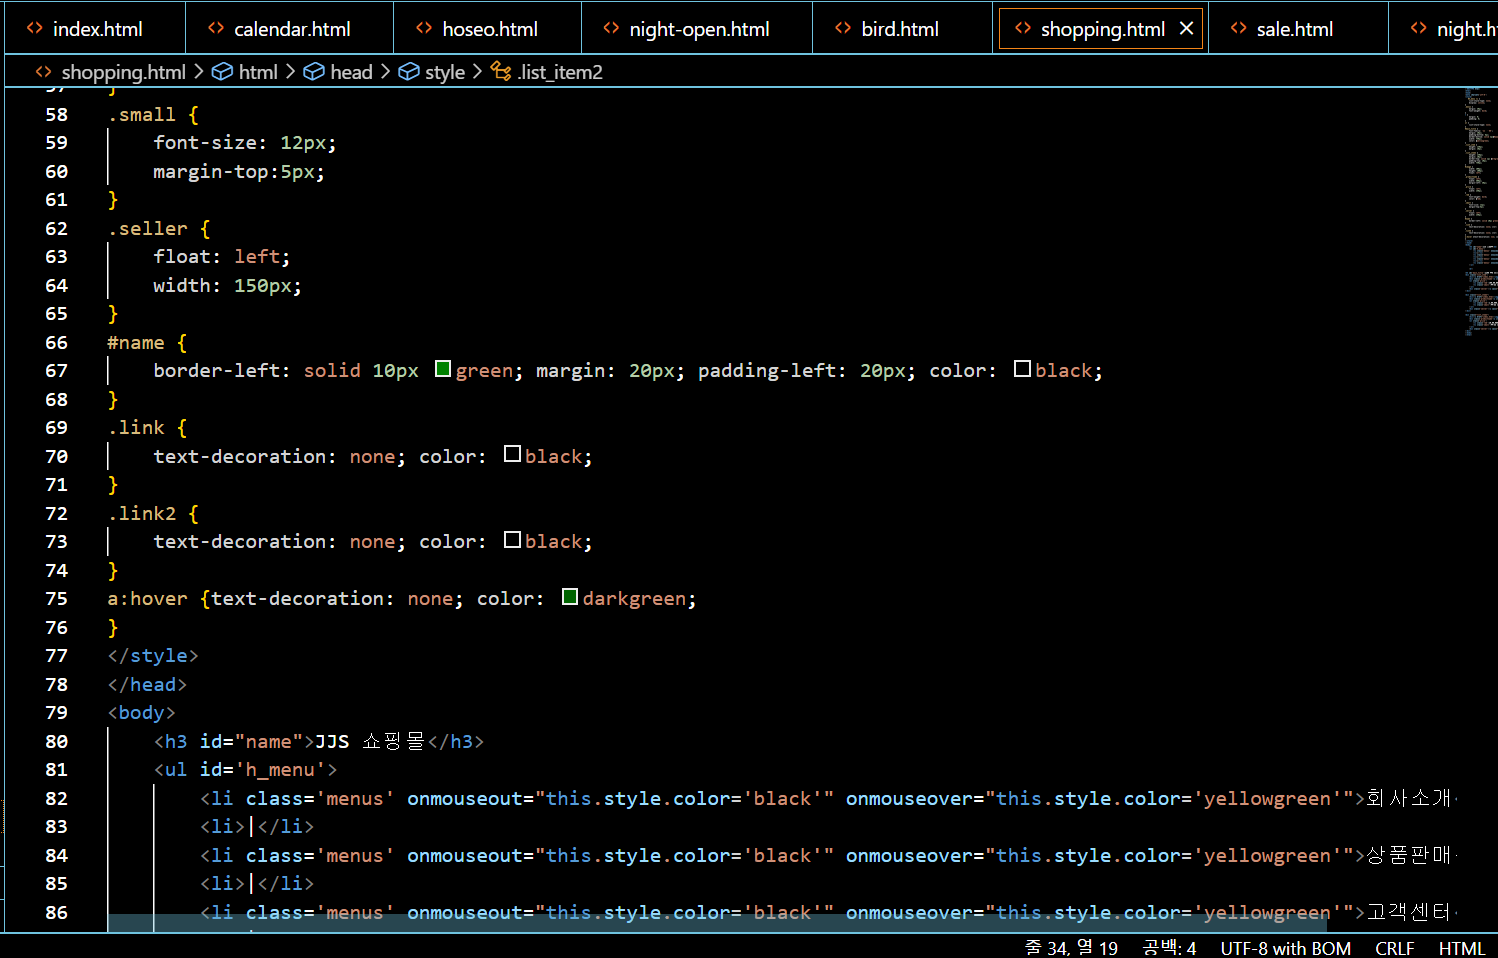 index.html calendar.html hoseo.html night-open.html bird.html shopping.html sale.html night.h
shopping.html > html > head > style > .list_item2
57 }
58 .small {
59 font-size: 12px;
60 margin-top:5px;
61 }
62 .seller {
63 float: left;
64 width: 150px;
65 }
66 #name {
67 border-left: solid 10px green; margin: 20px; padding-left: 20px; color: black;
68 }
69 .link {
70 text-decoration: none; color: black;
71 }
72 .link2 {
73 text-decoration: none; color: black;
74 }
75 a:hover {text-decoration: none; color: darkgreen;
76 }
77 </style>
78 </head>
79 <body>
80 <h3 id="name">JJS 쇼핑몰</h3>
81 <ul id='h_menu'>
82 <li class='menus' onmouseout="this.style.color='black'" onmouseover="this.style.color='yellowgreen'">회사소개
83 <li>|</li>
84 <li class='menus' onmouseout="this.style.color='black'" onmouseover="this.style.color='yellowgreen'">상품판매
85 <li>|</li>
86 <li class='menus' onmouseout="this.style.color='black'" onmouseover="this.style.color='yellowgreen'">고객센터
줄 34, 열 19 공백: 4 UTF-8 with BOM CRLF HTML